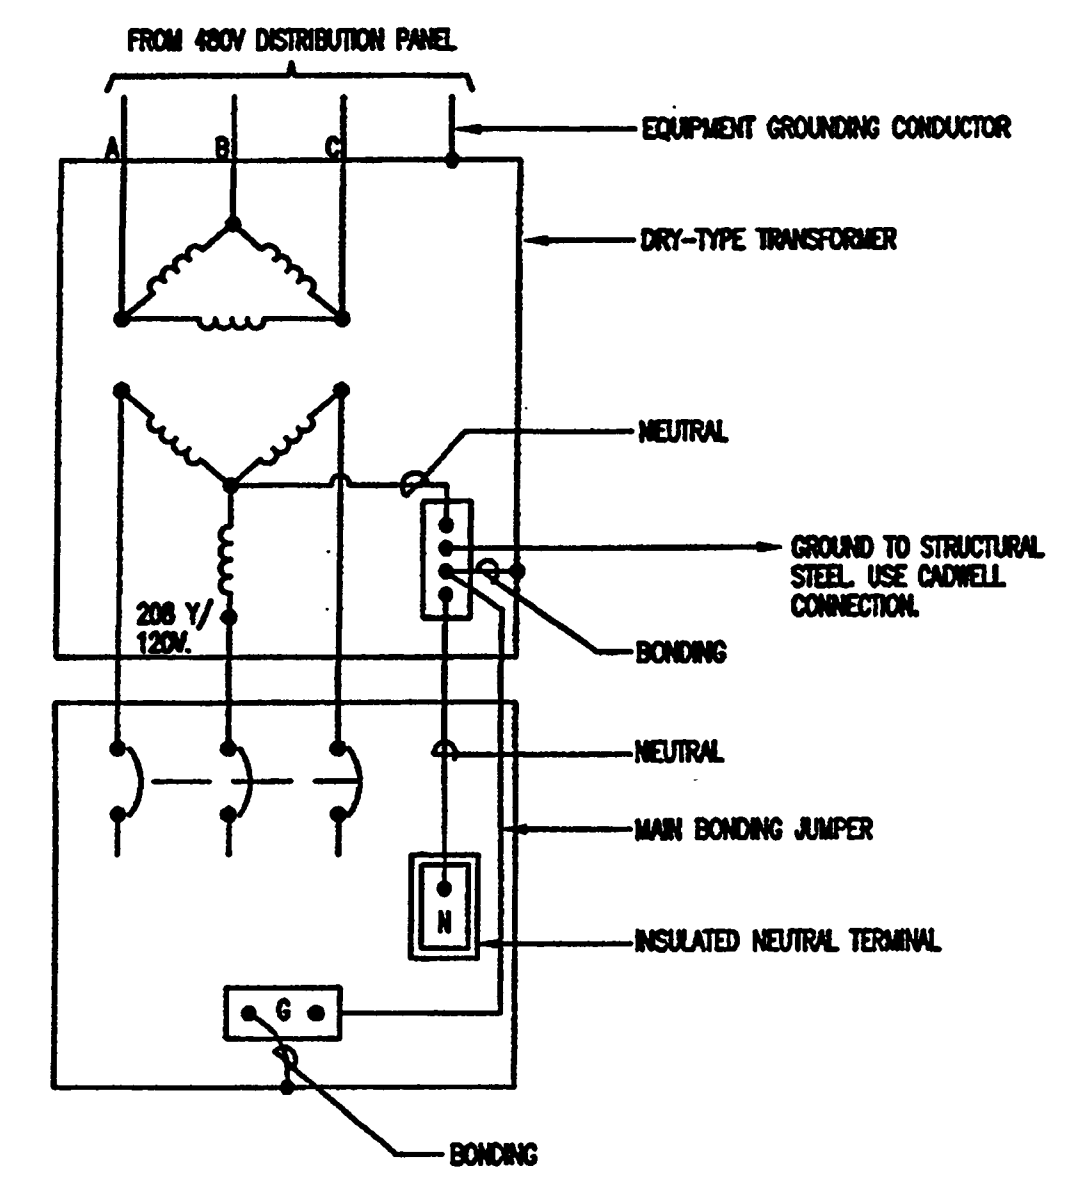 FROM 480V DISTRIBUTION PANEL
EQUIPMENT GROUNDING CONDUCTOR
A B C
DRY-TYPE TRANSFORMER
NEUTRAL
GROUND TO STRUCTURAL
STEEL. USE CADWELL
CONNECTION.
208 Y/
120V.
BONDING
NEUTRAL
MAIN BONDING JUMPER
N
INSULATED NEUTRAL TERMINAL
G
BONDING